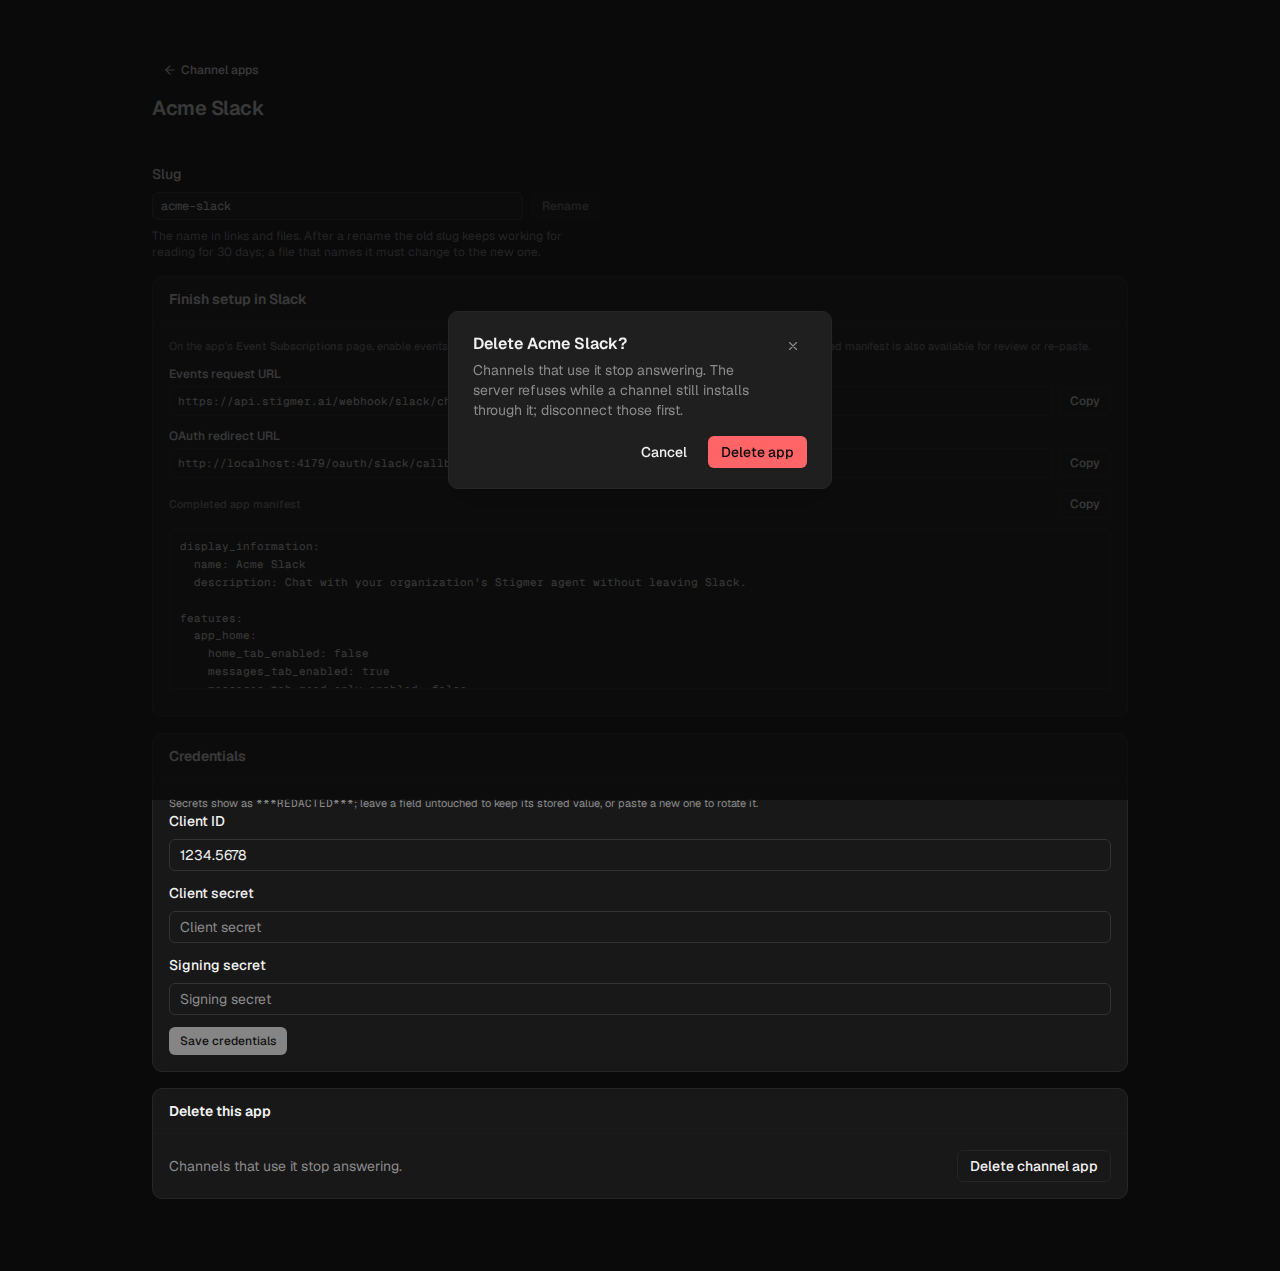 Channel apps
Acme Slack
Slug
acme-slack
Rename
The name in links and files. After a rename the old slug keeps working for
reading for 30 days; a file that names it must change to the new one.
Finish setup in Slack
On the app's Event Subscriptions page, enable events
d manifest is also available for review or re-paste.
Events request URL
https://api.stigmer.ai/webhook/slack/ch
Copy
OAuth redirect URL
http://localhost:4179/oauth/slack/callb
Copy
Completed app manifest
Copy
display_information:
name: Acme Slack
description: Chat with your organization's Stigmer agent without leaving Slack.
features:
app_home:
home_tab_enabled: false
messages_tab_enabled: true
Delete Acme Slack?
Channels that use it stop answering. The
server refuses while a channel still installs
through it; disconnect those first.
Cancel
Delete app
Credentials
Secrets show as ***REDACTED***; leave a field untouched to keep its stored value, or paste a new one to rotate it.
Client ID
1234.5678
Client secret
Client secret
Signing secret
Signing secret
Save credentials
Delete this app
Channels that use it stop answering.
Delete channel app